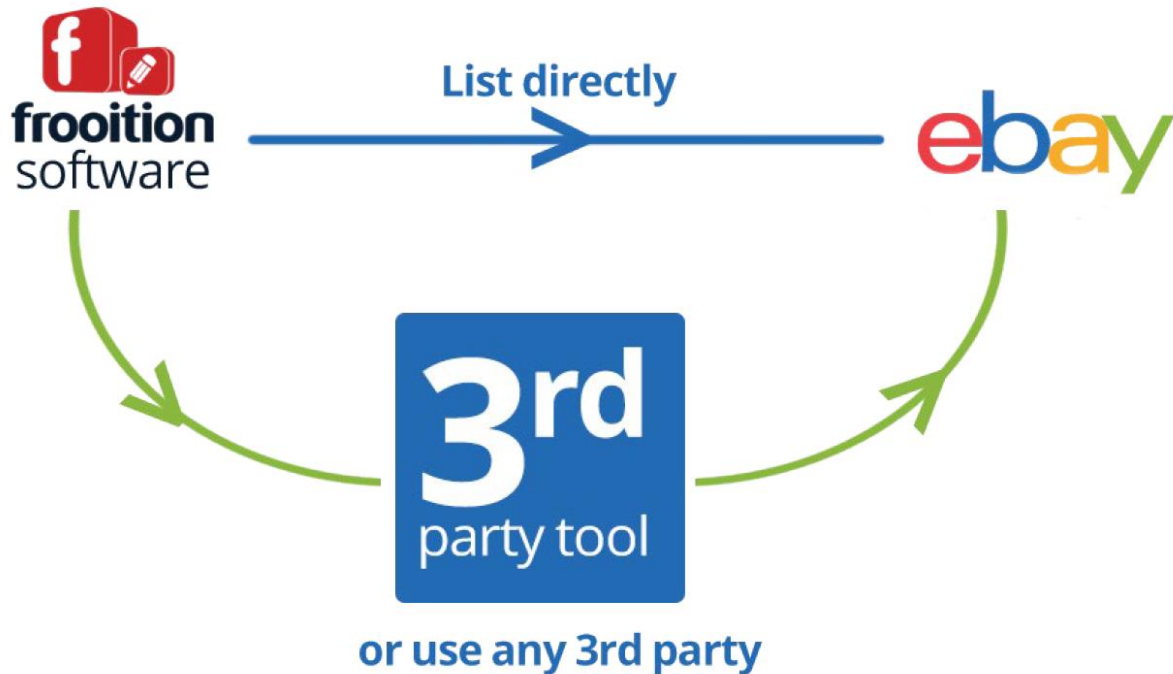 f
frooition
software
List directly
ebay
3rd
party tool
or use any 3rd party